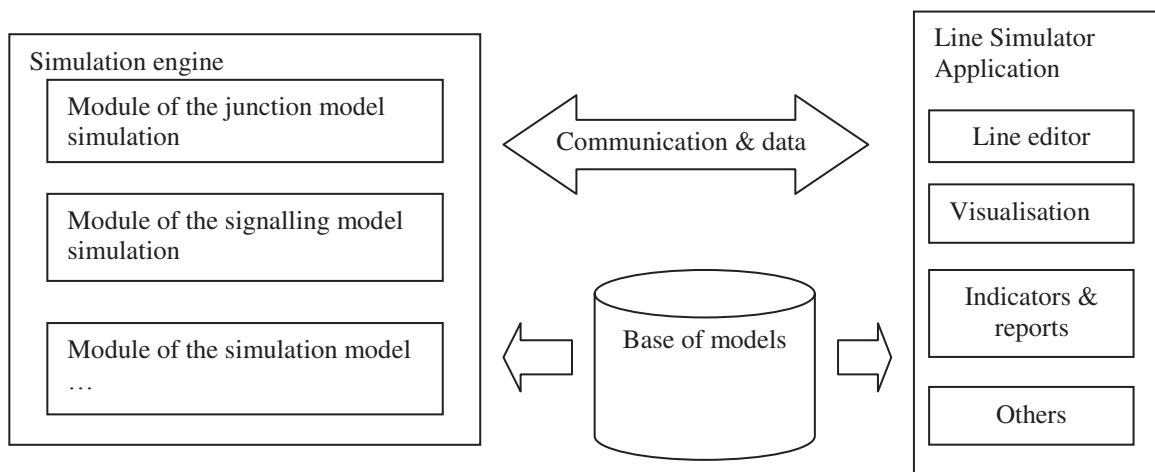 Simulation engine
Module of the junction model
simulation
Module of the signalling model
simulation
Module of the simulation model
…
Communication & data
Base of models
Line Simulator
Application
Line editor
Visualisation
Indicators &
reports
Others